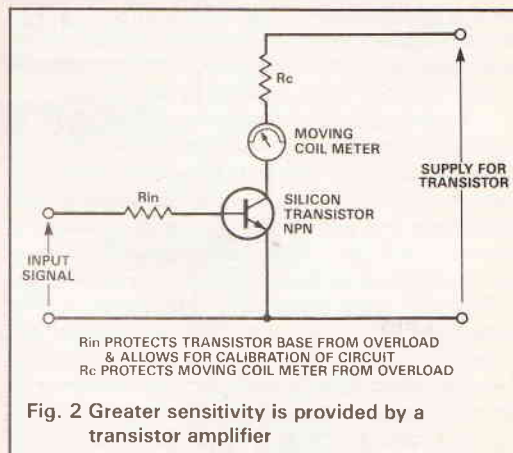 Rc
MOVING
COIL METER
SUPPLY FOR
TRANSISTOR
Rin
SILICON
TRANSISTOR
NPN
INPUT
SIGNAL
Rin PROTECTS TRANSISTOR BASE FROM OVERLOAD
& ALLOWS FOR CALIBRATION OF CIRCUIT
Rc PROTECTS MOVING COIL METER FROM OVERLOAD
Fig. 2 Greater sensitivity is provided by a
transistor amplifier